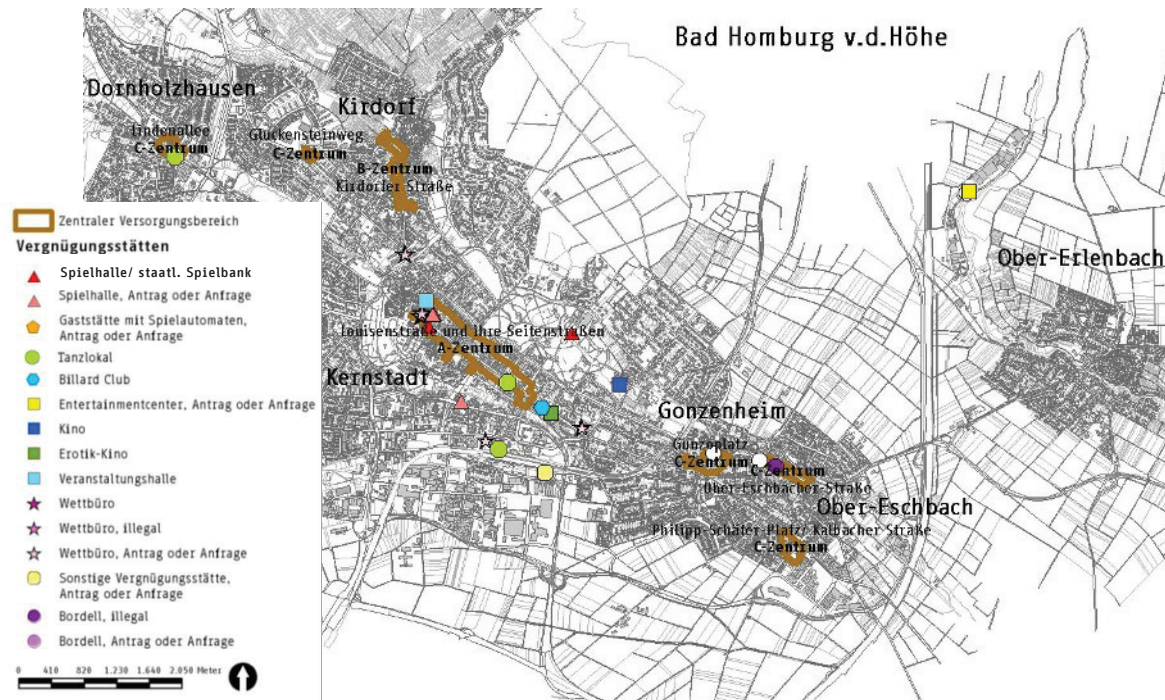 Bad Homburg v.d.Höhe
Dornholzhausen
Kirdorf
Lindenallee
C-Zentrum
Gluckensteinweg
C-Zentrum
B-Zentrum
Kirdorfer Straße
Ober-Erlenbach
Louisenstraße und ihre Seitenstraßen
A-Zentrum
Kernstadt
Gonzenheim
Gunzoplatz
C-Zentrum
C-Zentrum
Ober-Eschbacher-Straße
Ober-Eschbach
Philipp-Schäfer-Platz/ Kalbacher Straße
C-Zentrum
Zentraler Versorgungsbereich
Vergnügungsstätten
Spielhalle/ staatl. Spielbank
Spielhalle, Antrag oder Anfrage
Gaststätte mit Spielautomaten,
Antrag oder Anfrage
Tanzlokal
Billard Club
Entertainmentcenter, Antrag oder Anfrage
Kino
Erotik-Kino
Veranstaltungshalle
Wettbüro
Wettbüro, illegal
Wettbüro, Antrag oder Anfrage
Sonstige Vergnügungsstätte,
Antrag oder Anfrage
Bordell, illegal
Bordell, Antrag oder Anfrage
0 410 820 1.230 1.640 2.050 Meter